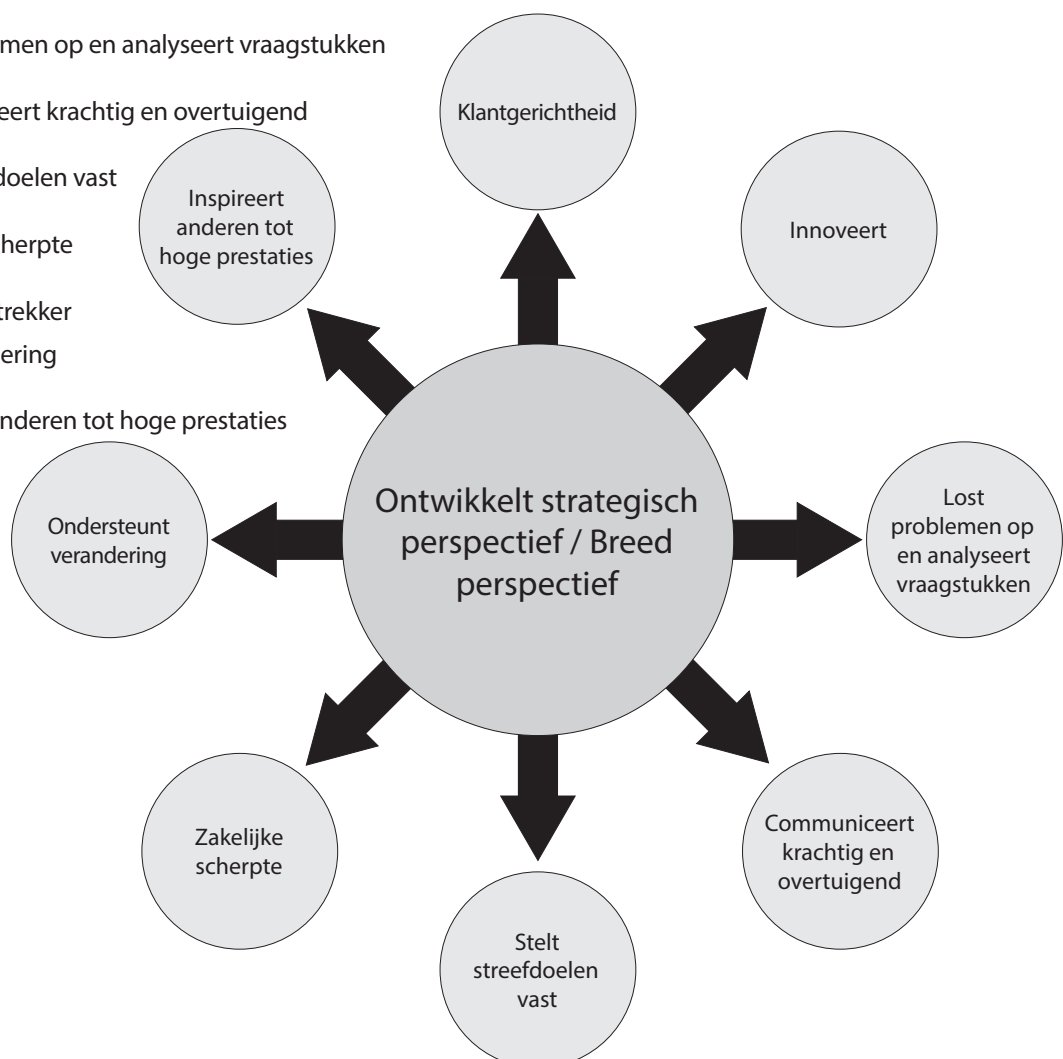 men op en analyseert vraagstukken
eert krachtig en overtuigend
doelen vast
herpte
trekker
ering
nderen tot hoge prestaties
Klantgerichtheid
Inspireert
anderen tot
hoge prestaties
Innoveert
Ontwikkelt strategisch
perspectief / Breed
perspectief
Ondersteunt
verandering
Lost
problemen op
en analyseert
vraagstukken
Zakelijke
scherpte
Communiceert
krachtig en
overtuigend
Stelt
streefdoelen
vast